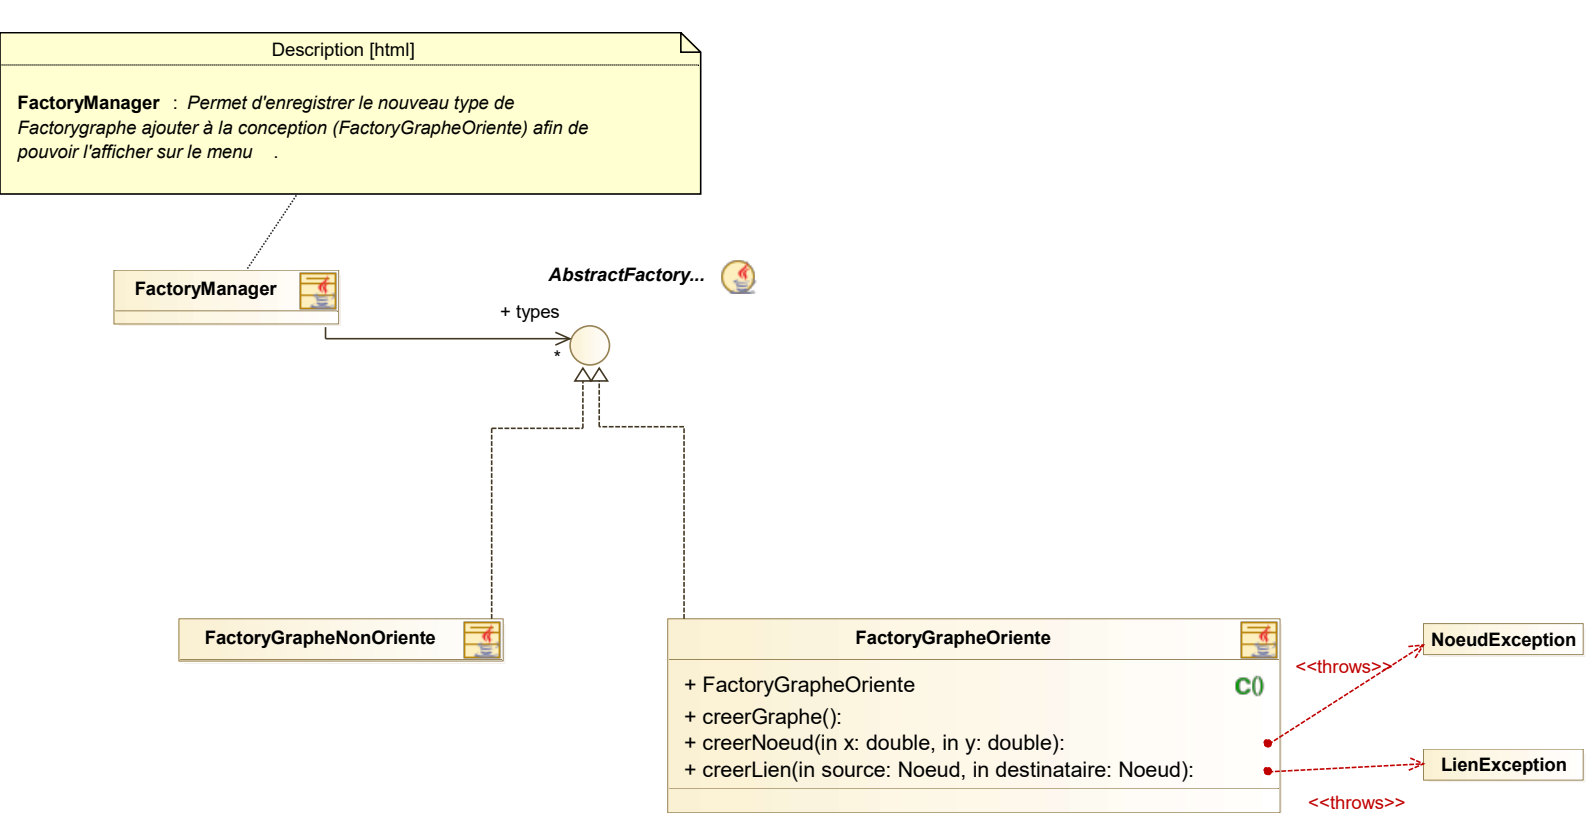 Description [html]
FactoryManager : Permet d'enregistrer le nouveau type de
Factorygraphe ajouter à la conception (FactoryGrapheOriente) afin de
pouvoir l'afficher sur le menu .
FactoryManager
AbstractFactory...
+ types
*
FactoryGrapheNonOriente
FactoryGrapheOriente
+ FactoryGrapheOriente
C()
+ creerGraphe():
+ creerNoeud(in x: double, in y: double):
+ creerLien(in source: Noeud, in destinataire: Noeud):
<<throws>>
NoeudException
LienException
<<throws>>